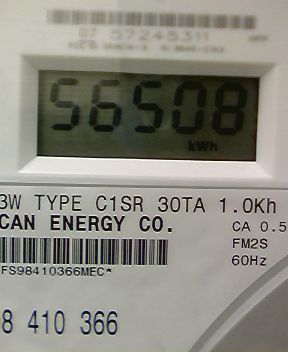 07 57245311
56508
kWh
3W TYPE C1SR 30TA 1.0Kh
CAN ENERGY CO.
CA 0.5
FM2S
60Hz
FS98410366MEC*
8 410 366